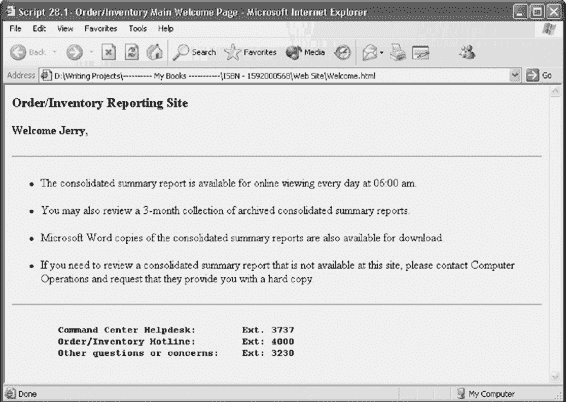 Script 28.1- Order/Inventory Main Welcome Page - Microsoft Internet Explorer
File Edit View Favorites Tools Help
Back Search Favorites Media
Address D:\Writing Projects\---------- My Books ----------\ISBN - 1592000568\Web Site\Welcome.html Go
Order/Inventory Reporting Site
Welcome Jerry,
The consolidated summary report is available for online viewing every day at 06:00 am.
You may also review a 3-month collection of archived consolidated summary reports.
Microsoft Word copies of the consolidated summary reports are also available for download.
If you need to review a consolidated summary report that is not available at this site, please contact Computer
Operations and request that they provide you with a hard copy.
Command Center Helpdesk: Ext. 3737
Order/Inventory Hotline: Ext: 4000
Other questions or concerns: Ext: 3230
Done My Computer